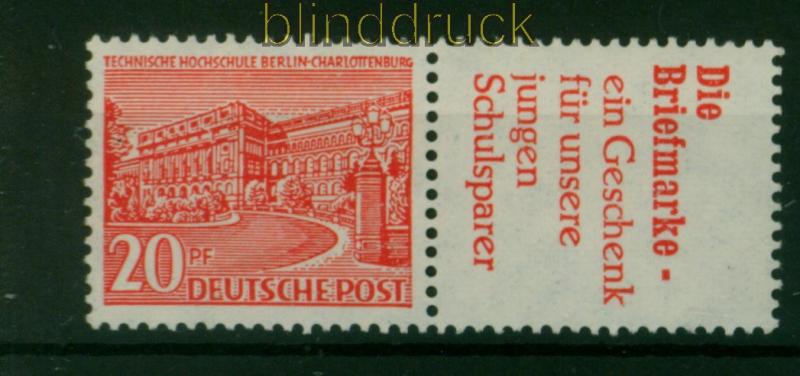 blinddruck
TECHNISCHE HOCHSCHULE BERLIN-CHARLOTTENBURG
20 PF
DEUTSCHE POST
Die
Briefmarke -
ein Geschenk
für unsere
jungen
Schulsparer